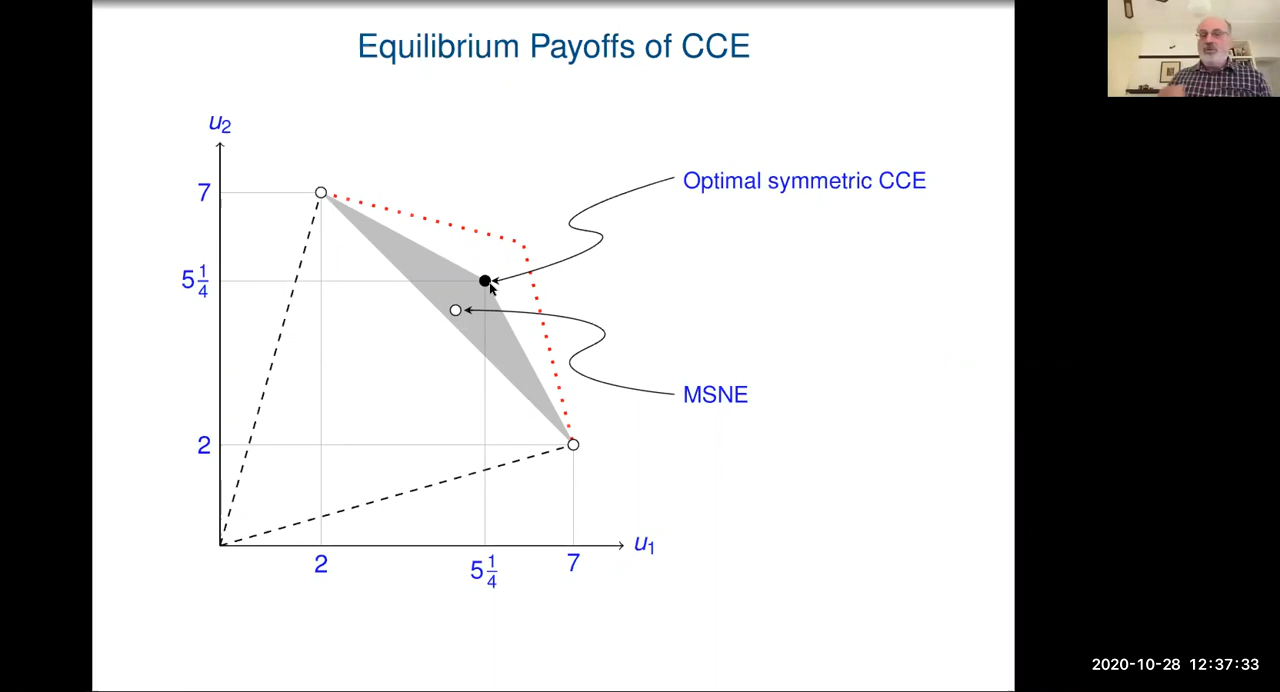 Equilibrium Payoffs of CCE
u₂
7
5 1/4
2
Optimal symmetric CCE
MSNE
2
5 1/4
7
u₁
2020-10-28 12:37:33